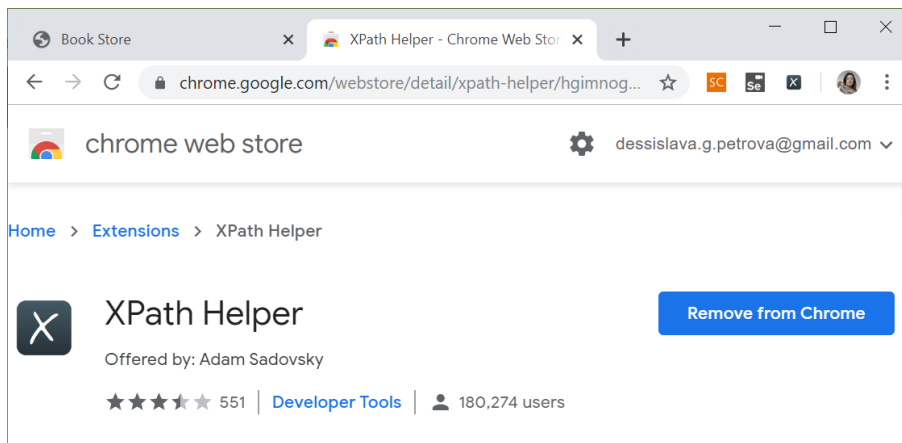 Book Store
XPath Helper - Chrome Web Stor
chrome.google.com/webstore/detail/xpath-helper/hgimnog...
SC
Se
X
chrome web store
dessislava.g.petrova@gmail.com
Home > Extensions > XPath Helper
X
XPath Helper
Remove from Chrome
Offered by: Adam Sadovsky
551 | Developer Tools | 180,274 users